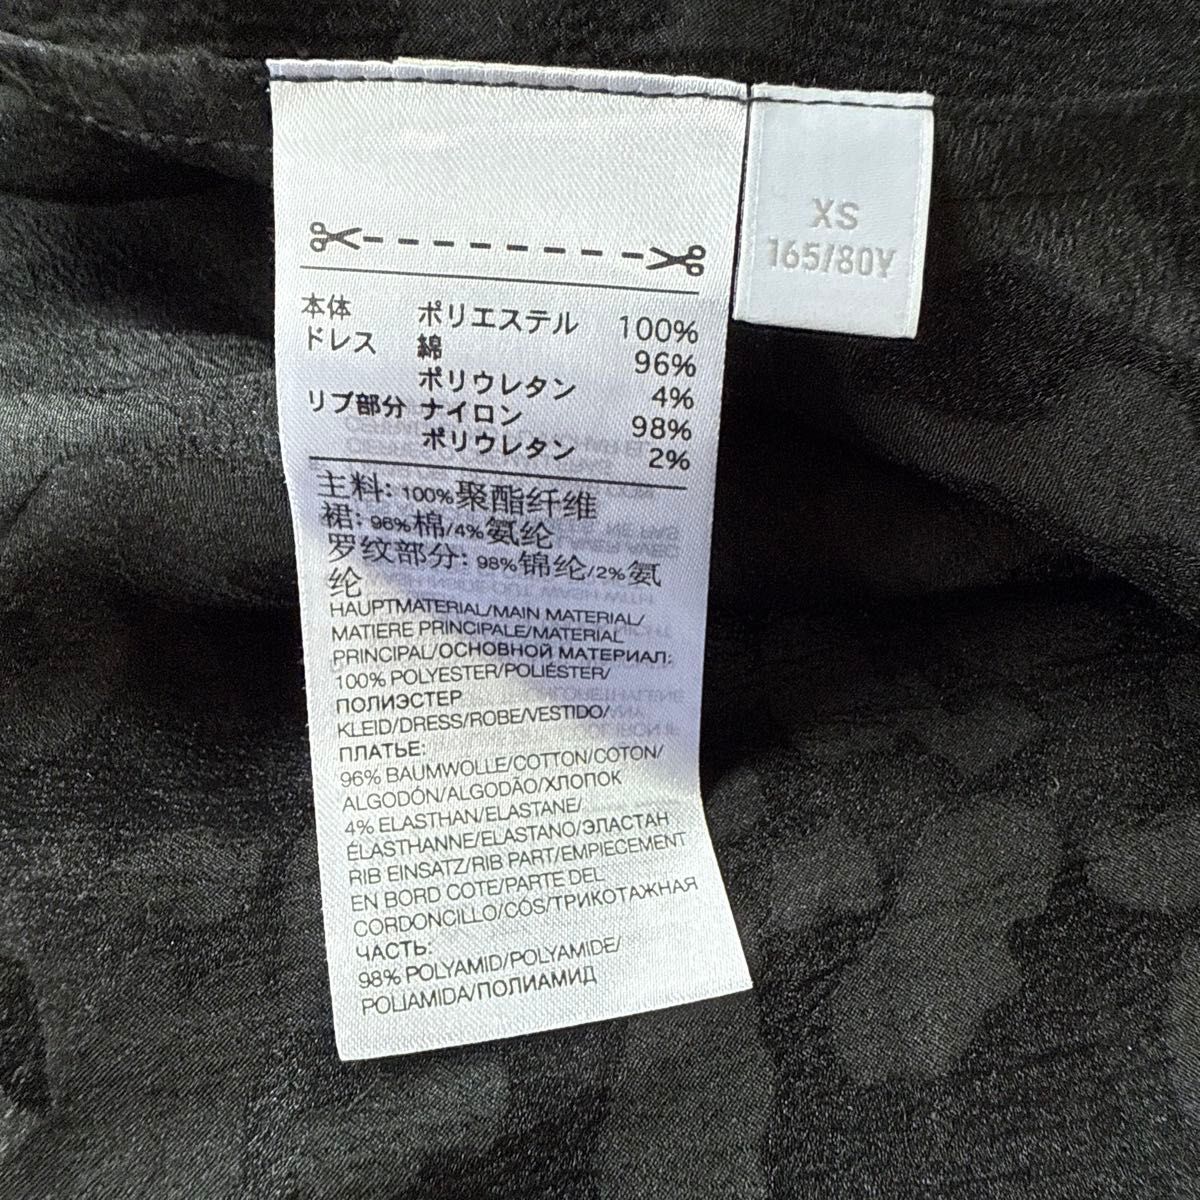 XS
165/80Y
本体 ポリエステル 100%
ドレス 綿 96%
ポリウレタン 4%
リブ部分 ナイロン 98%
ポリウレタン 2%
主料: 100%聚酯纤维
裙: 96%棉/4%氨纶
罗纹部分: 98%锦纶/2%氨
纶
HAUPTMATERIAL/MAIN MATERIAL/
MATIERE PRINCIPALE/MATERIAL
PRINCIPAL/ОСНОВНОЙ МАТЕРИАЛ:
100% POLYESTER/POLIÉSTER/
ПОЛИЭСТЕР
KLEID/DRESS/ROBE/VESTIDO/
ПЛАТЬЕ:
96% BAUMWOLLE/COTTON/COTON/
ALGODÓN/ALGODÃO/ХЛОПОК
4% ELASTHAN/ELASTANE/
ÉLASTHANNE/ELASTANO/ЭЛАСТАН
RIB EINSATZ/RIB PART/EMPIECEMENT
EN BORD COTE/PARTE DEL
CORDONCILLO/CÓS/ТРИКОТАЖНАЯ
ЧАСТЬ:
98% POLYAMID/POLYAMIDE/
POLIAMIDA/ПОЛИАМИД